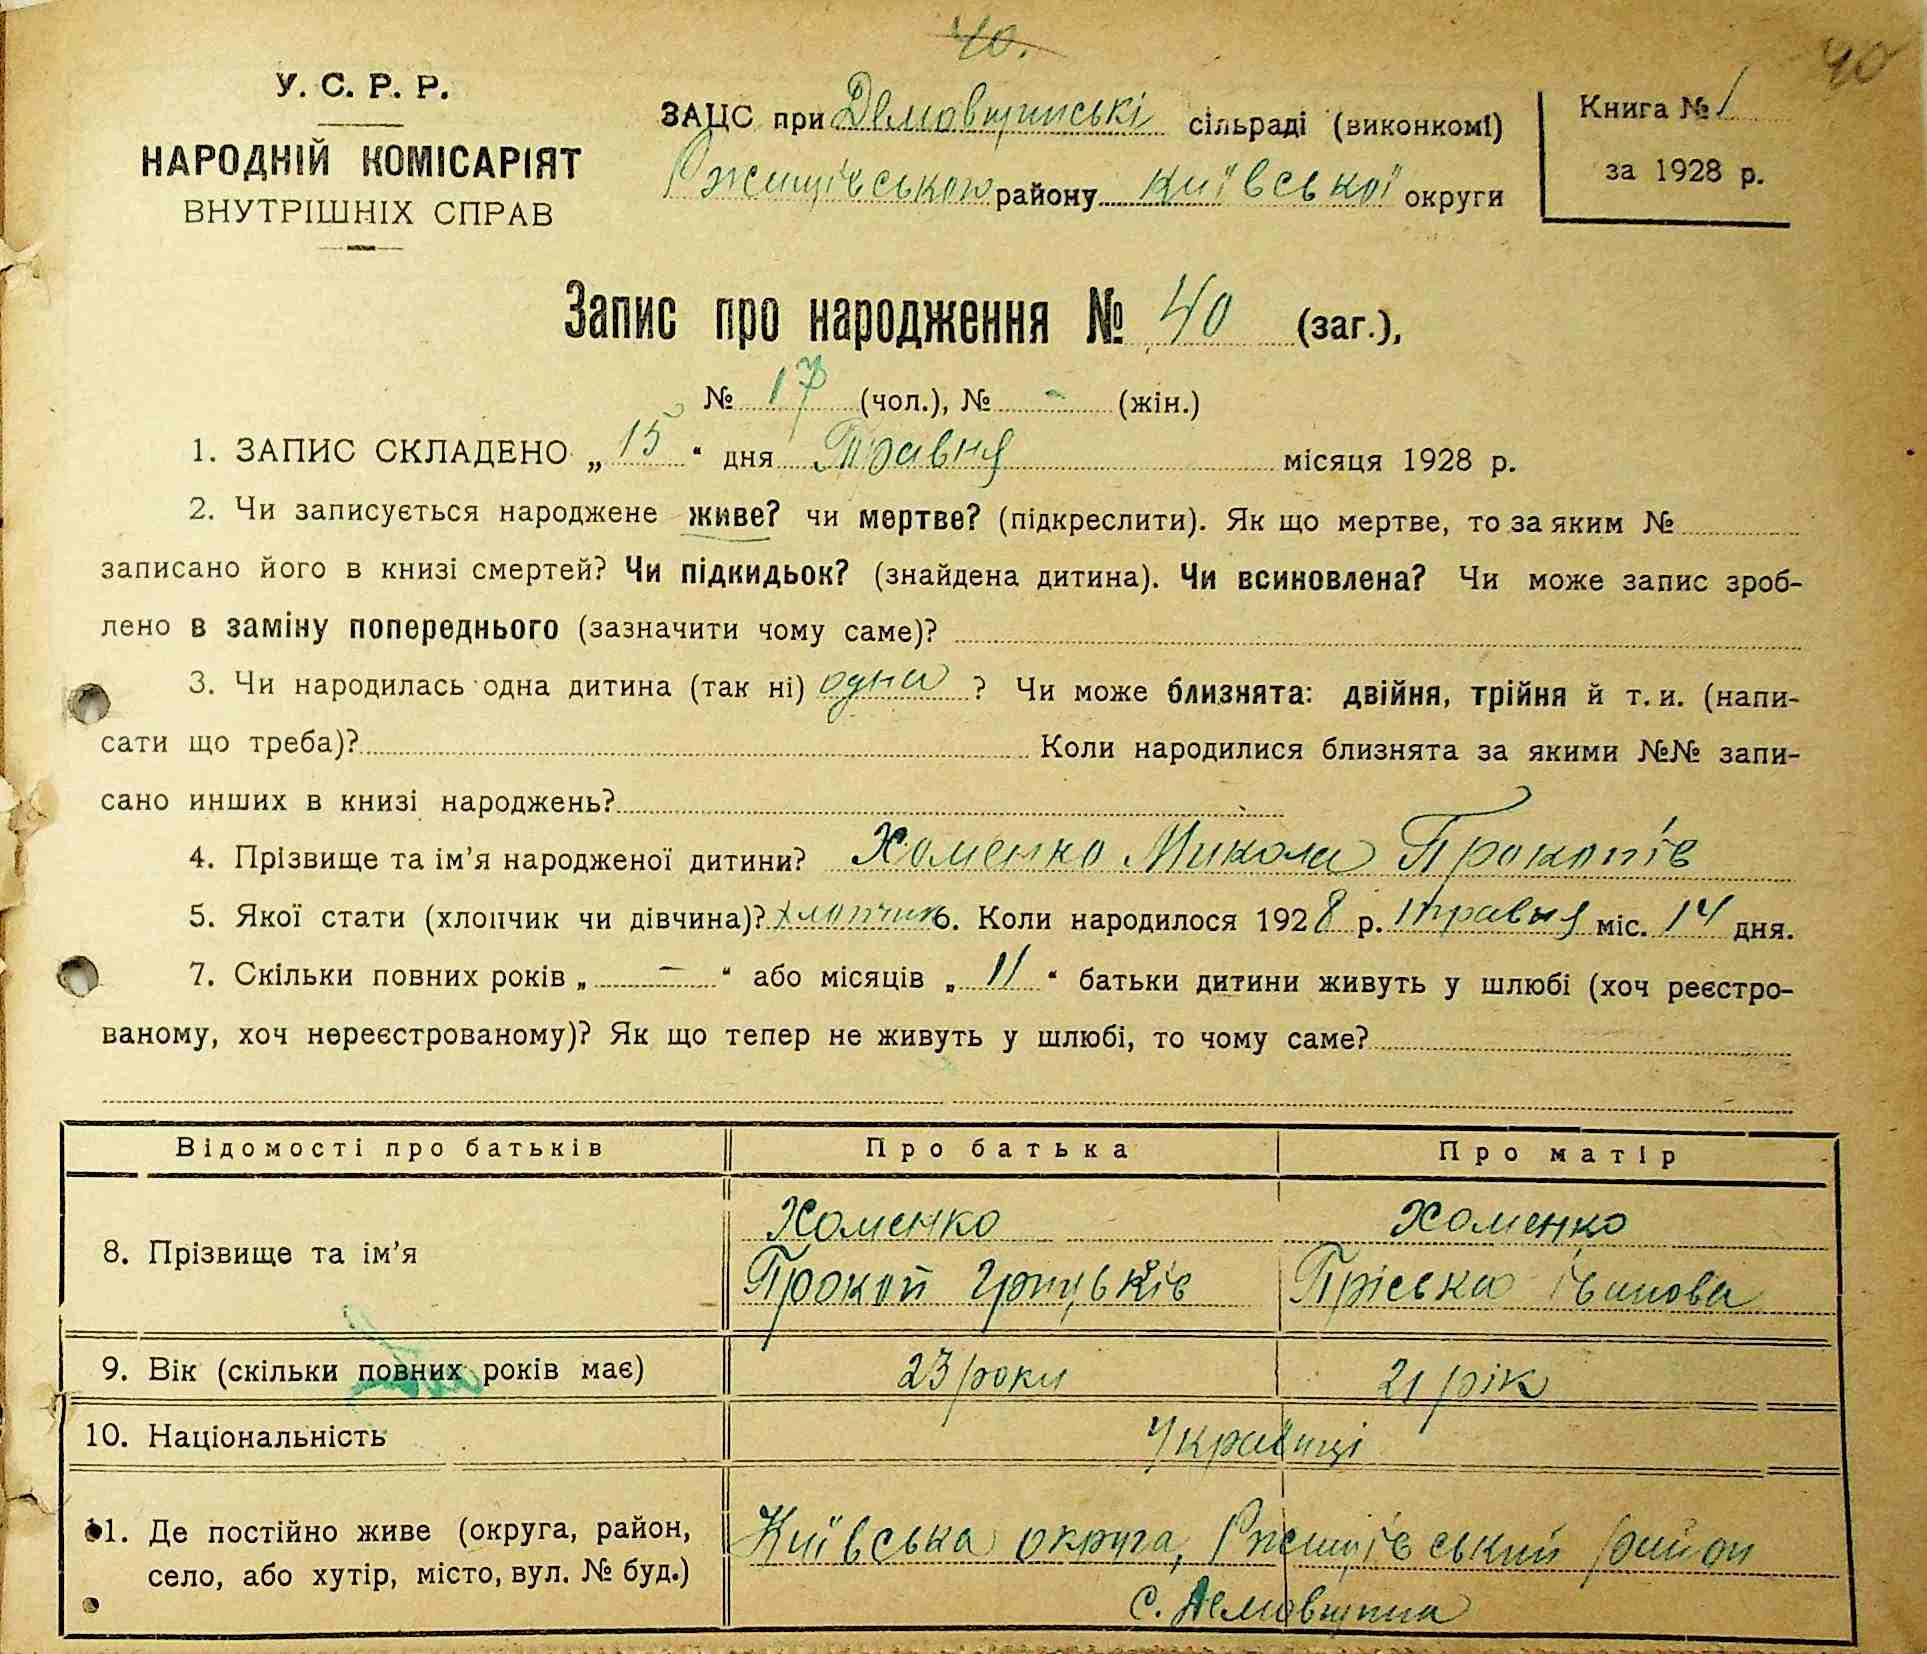 40.
40
У. С. Р. Р.
НАРОДНІЙ КОМІСАРІЯТ
ВНУТРІШНІХ СПРАВ
ЗАЦС при Демовщинські сільраді (виконкомі)
Ржищівського району Київської округи
Книга № 1
за 1928 р.
Запис про народження № 40 (заг.),
№ 17 (чол.), № - (жін.)
1. ЗАПИС СКЛАДЕНО „ 15 “ дня Травня місяця 1928 р.
2. Чи записується народжене живе? чи мертве? (підкреслити). Як що мертве, то за яким №
записано його в книзі смертей? Чи підкидьок? (знайдена дитина). Чи всиновлена? Чи може запис зроб-
лено в заміну попереднього (зазначити чому саме)?
3. Чи народилась одна дитина (так ні) одна ? Чи може близнята: двійня, трійня й т. и. (напи-
сати що треба)? Коли народилися близнята за якими №№ запи-
сано инших в книзі народжень?
4. Прізвище та ім’я народженої дитини? Хоменко Микола Прокопів
5. Якої стати (хлопчик чи дівчина)? хлопчик 6. Коли народилося 1928 р. травня міс. 14 дня.
7. Скільки повних років „ — “ або місяців „ 11 “ батьки дитини живуть у шлюбі (хоч реєстро-
ваному, хоч нереєстрованому)? Як що тепер не живуть у шлюбі, то чому саме?
Відомості про батьків Про батька Про матір
8. Прізвище та ім’я
Хоменко
Прокоп Грицьків
Хоменко
Пріська Іванова
9. Вік (скільки повних років має) 23 роки 21 рік
10. Національність Українці
11. Де постійно живе (округа, район,
село, або хутір, місто, вул. № буд.)
Київська округа, Ржищівський район
с. Демовщина